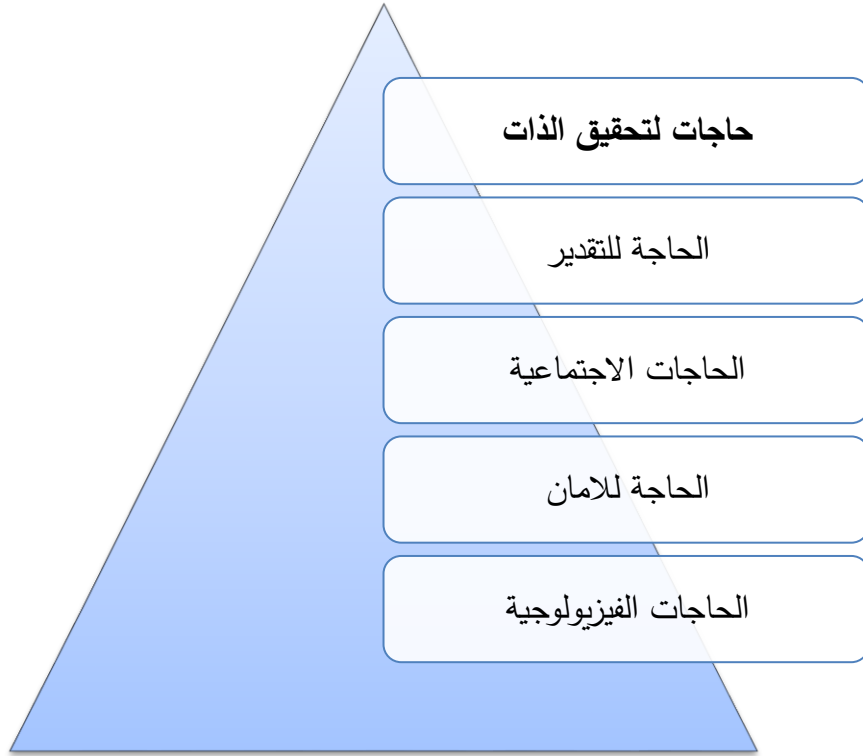 حاجات لتحقيق الذات
الحاجة للتقدير
الحاجات الاجتماعية
الحاجة للامان
الحاجات الفيزيولوجية